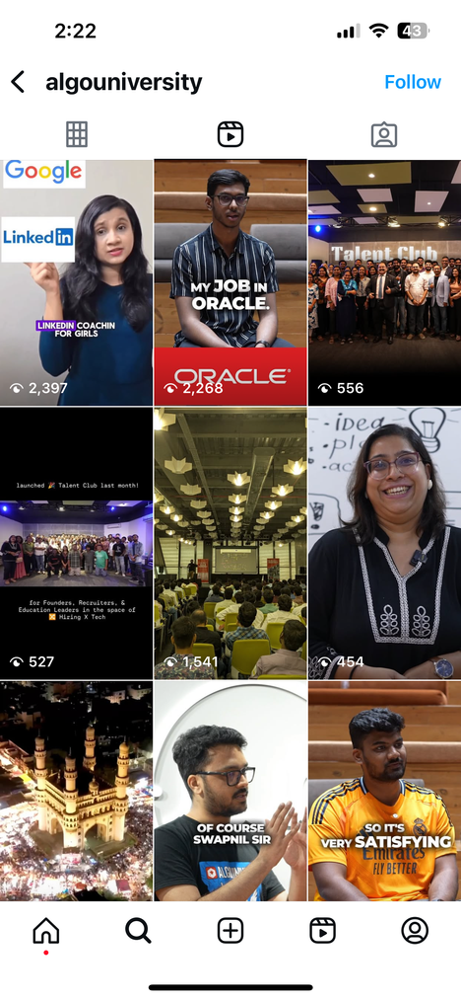 2:22
43
algouniversity
Follow
Google
LinkedIn
LINKEDIN COACHIN
FOR GIRLS
2,397
MY JOB IN
ORACLE.
ORACLE
2,268
Talent Club
556
launched 🎉 Talent Club last month!
for Founders, Recruiters, &
Education Leaders in the space of
🔀 Hiring X Tech
527
1,541
idea
454
OF COURSE
SWAPNIL SIR
SO IT'S
VERY SATISFYING
Emirates
FLY BETTER